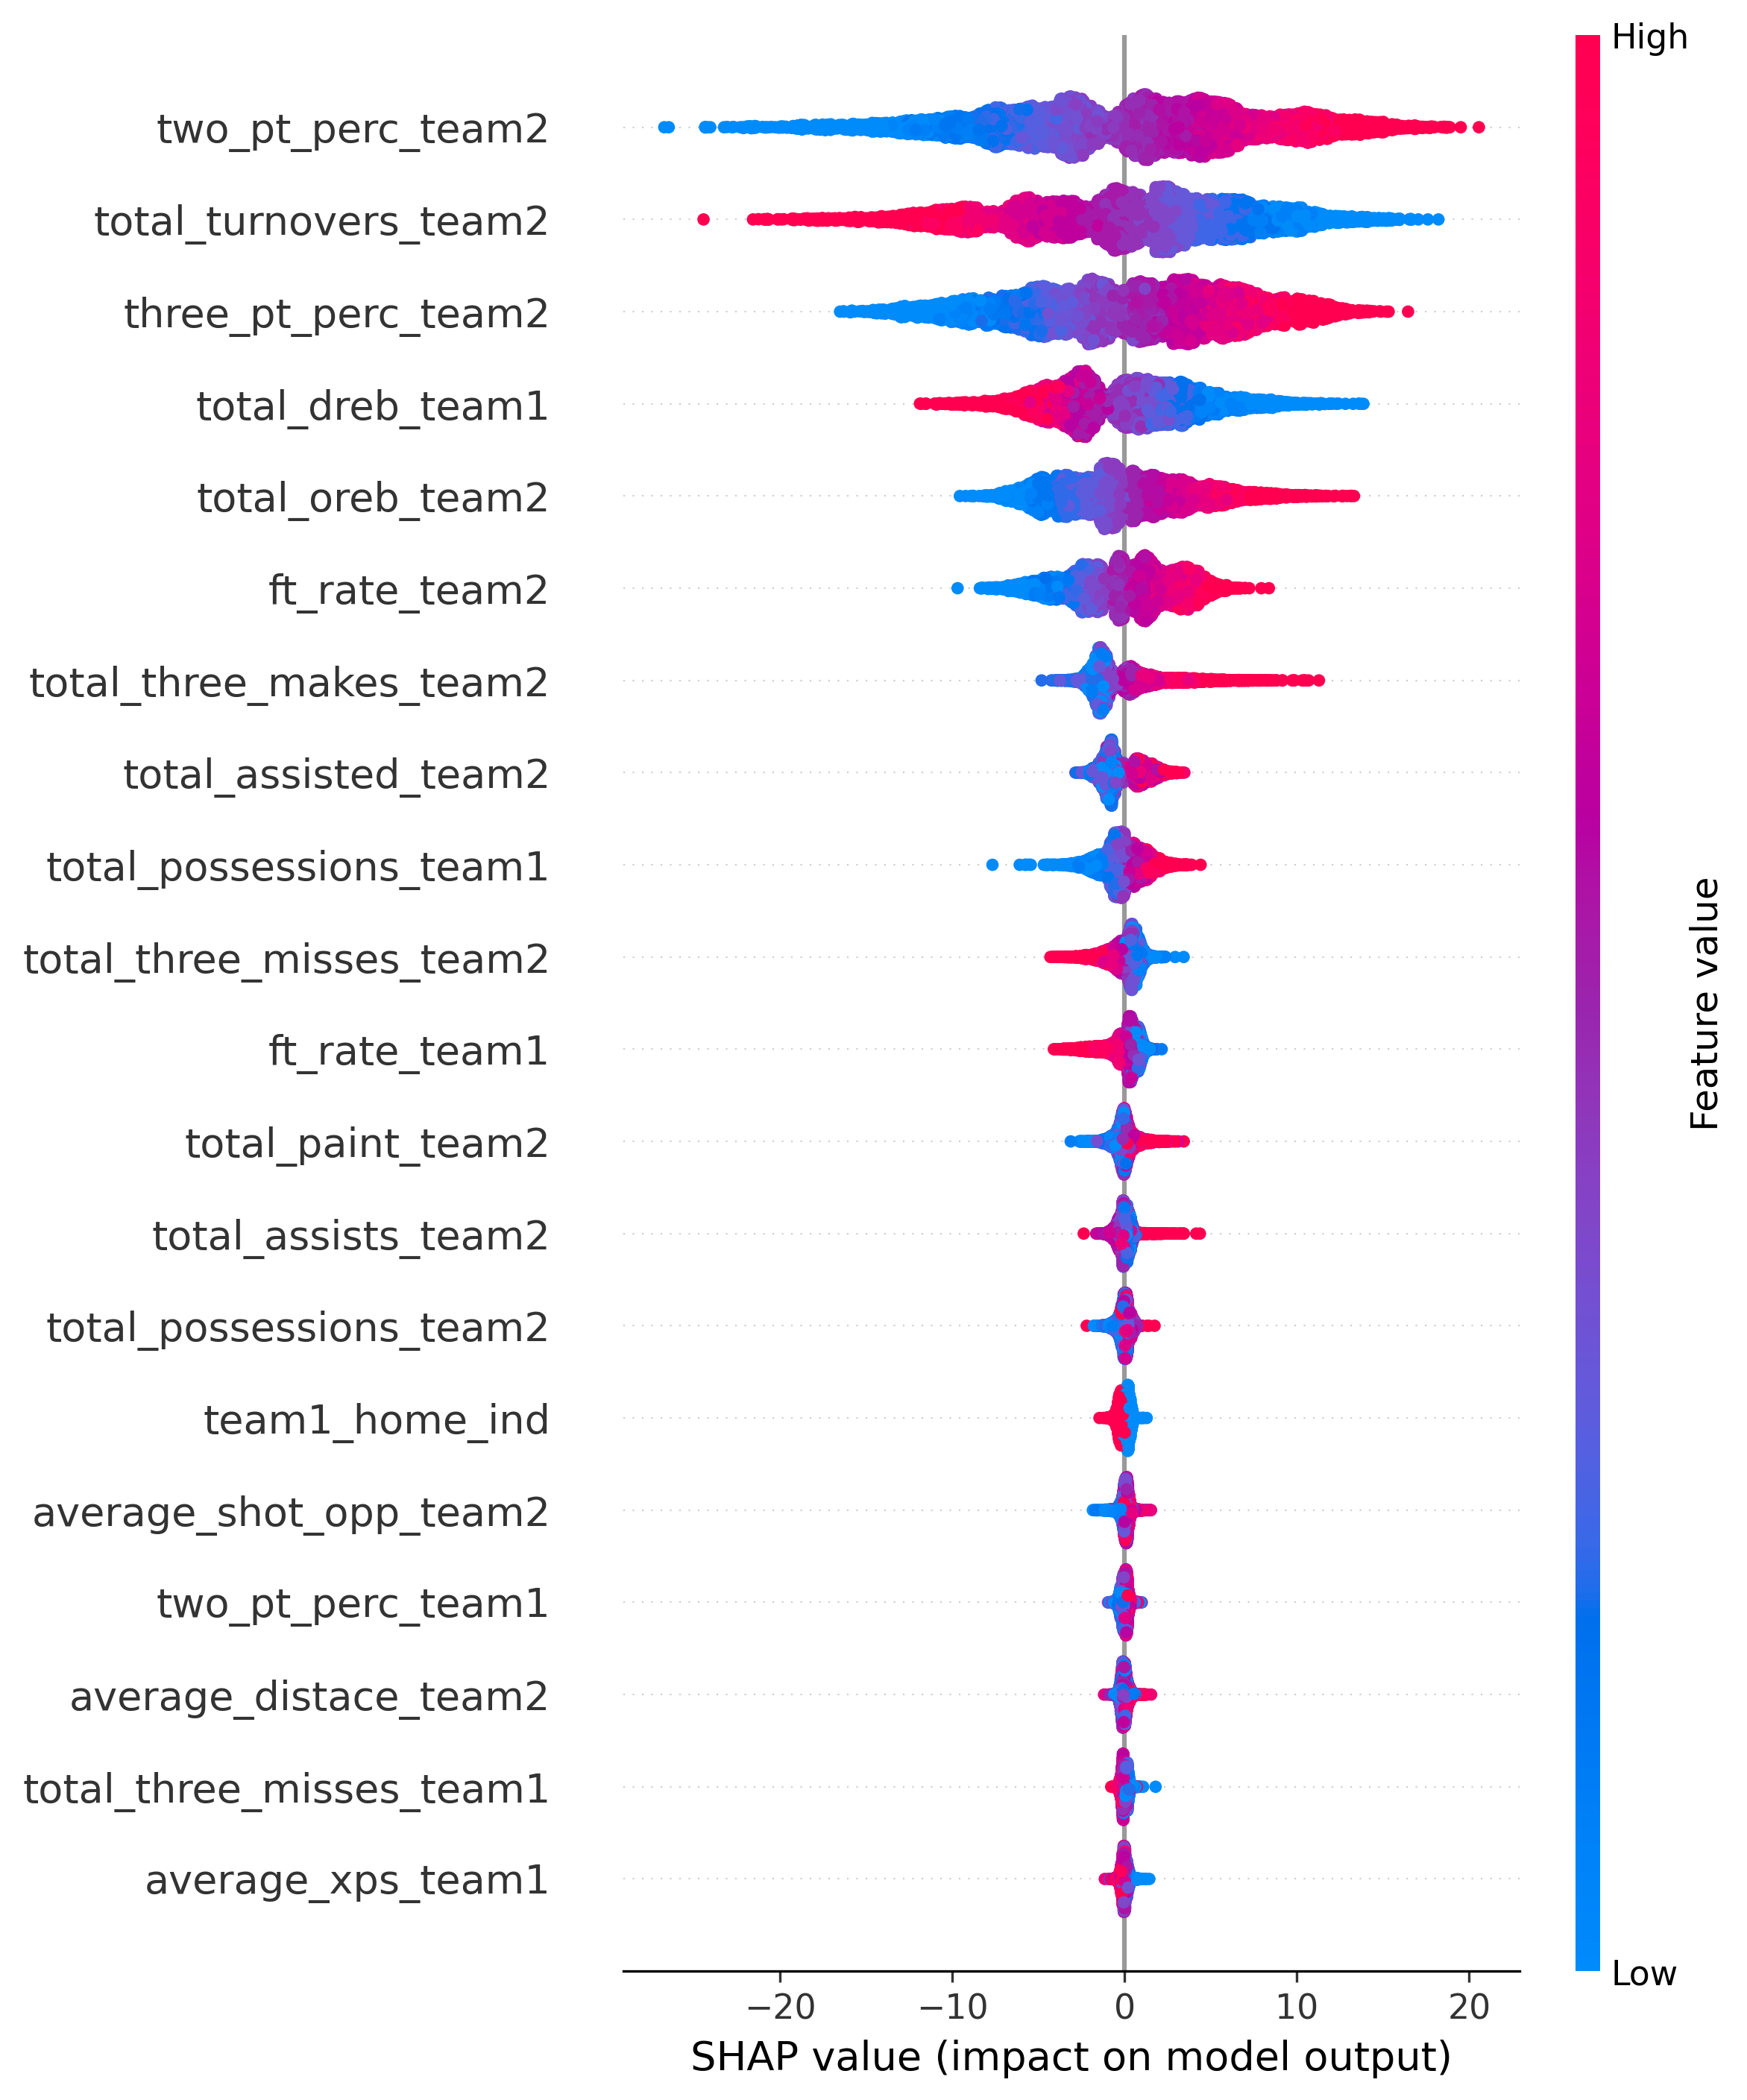 High
two_pt_perc_team2
total_turnovers_team2
three_pt_perc_team2
total_dreb_team1
total_oreb_team2
ft_rate_team2
total_three_makes_team2
total_assisted_team2
total_possessions_team1
total_three_misses_team2
ft_rate_team1
total_paint_team2
total_assists_team2
total_possessions_team2
team1_home_ind
average_shot_opp_team2
two_pt_perc_team1
average_distace_team2
total_three_misses_team1
average_xps_team1
Feature value
Low
−20 −10 0 10 20
SHAP value (impact on model output)